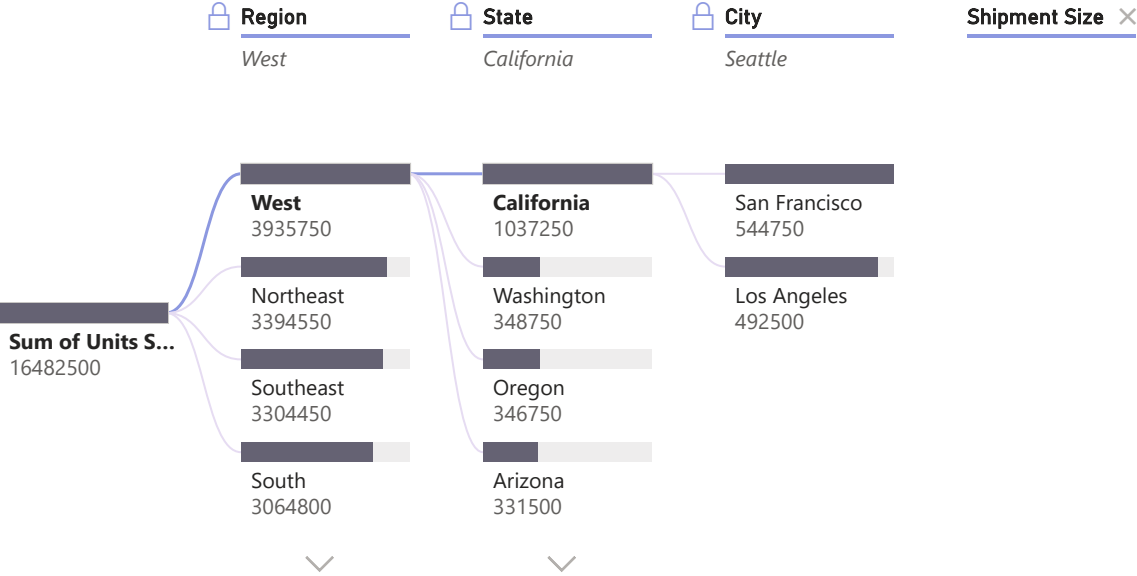 Region
State
City
Shipment Size
West
California
Seattle
West
3935750
California
1037250
San Francisco
544750
Northeast
3394550
Washington
348750
Los Angeles
492500
Sum of Units S...
16482500
Southeast
3304450
Oregon
346750
South
3064800
Arizona
331500